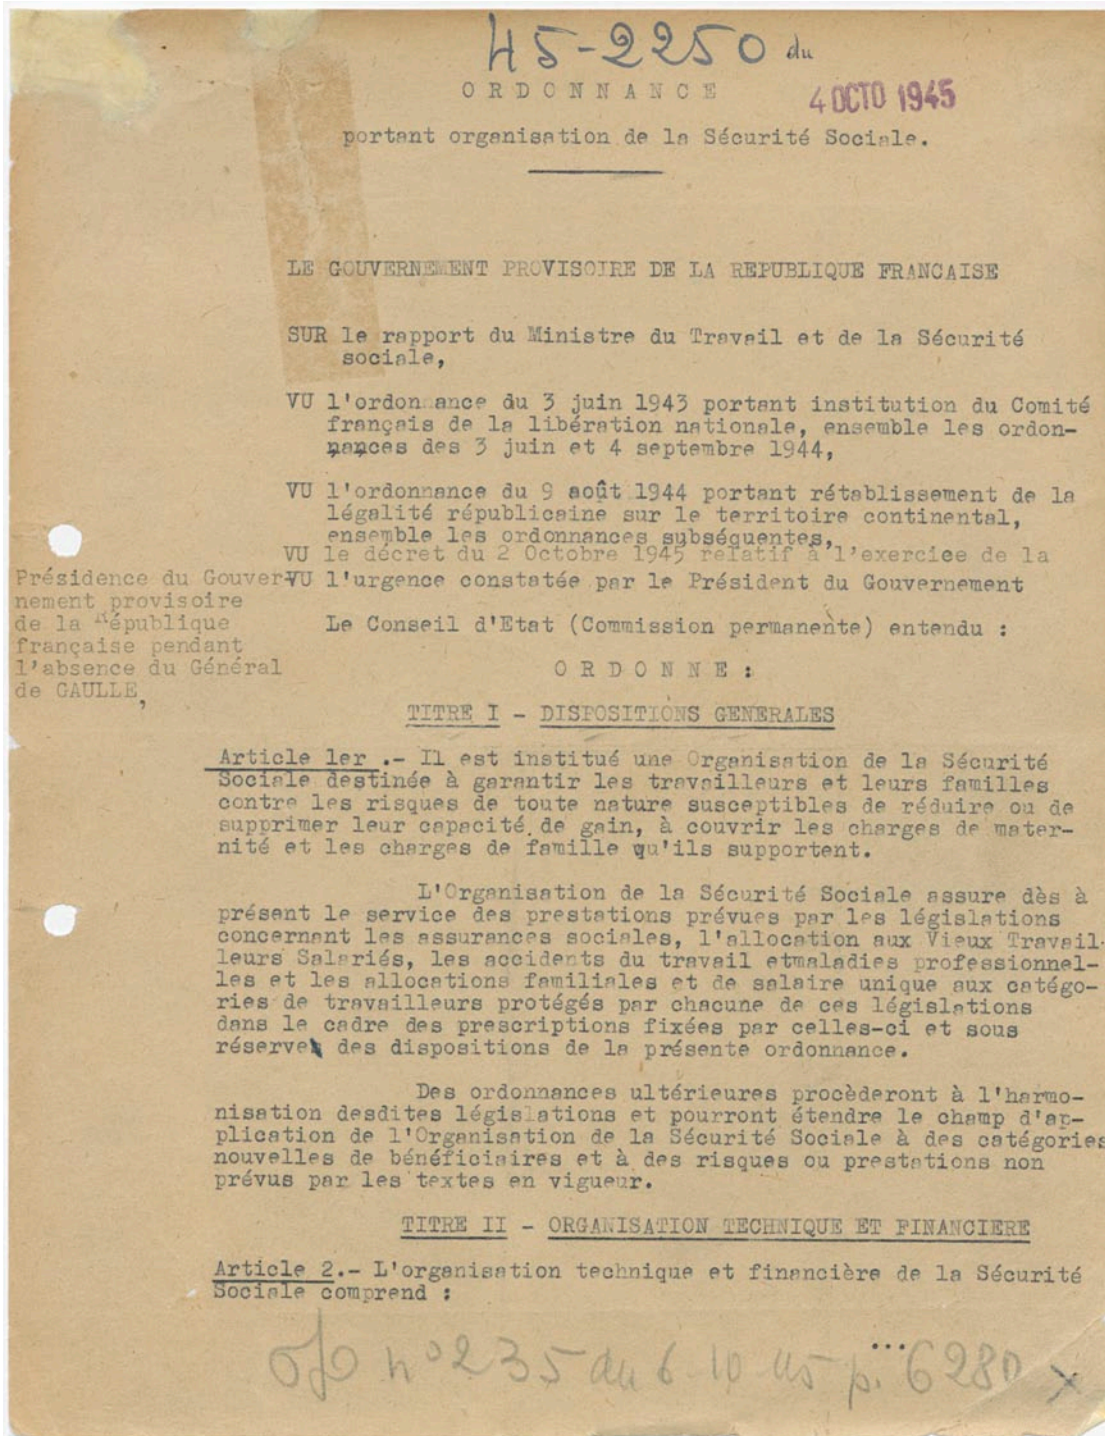 45-2250 du
ORDONNANCE
4 OCTO 1945
portant organisation de la Sécurité Sociale.
LE GOUVERNEMENT PROVISOIRE DE LA REPUBLIQUE FRANCAISE
SUR le rapport du Ministre du Travail et de la Sécurité
sociale,
VU l'ordonnance du 3 juin 1943 portant institution du Comité
français de la libération nationale, ensemble les ordon-
nances des 3 juin et 4 septembre 1944,
VU l'ordonnance du 9 août 1944 portant rétablissement de la
légalité républicaine sur le territoire continental,
ensemble les ordonnances subséquentes,
VU le décret du 2 Octobre 1945 relatif à l'exercice de la
Présidence du Gouver-
nement provisoire
de la République
française pendant
l'absence du Général
de GAULLE,
VU l'urgence constatée par le Président du Gouvernement
Le Conseil d'Etat (Commission permanente) entendu :
ORDONNE :
TITRE I - DISPOSITIONS GENERALES
Article 1er .- Il est institué une Organisation de la Sécurité
Sociale destinée à garantir les travailleurs et leurs familles
contre les risques de toute nature susceptibles de réduire ou de
supprimer leur capacité de gain, à couvrir les charges de mater-
nité et les charges de famille qu'ils supportent.
L'Organisation de la Sécurité Sociale assure dès à
présent le service des prestations prévues par les législations
concernant les assurances sociales, l'allocation aux Vieux Travail-
leurs Salariés, les accidents du travail etmaladies professionnel-
les et les allocations familiales et de salaire unique aux catégo-
ries de travailleurs protégés par chacune de ces législations
dans le cadre des prescriptions fixées par celles-ci et sous
réserve des dispositions de la présente ordonnance.
Des ordonnances ultérieures procèderont à l'harmo-
nisation desdites législations et pourront étendre le champ d'ap-
plication de l'Organisation de la Sécurité Sociale à des catégories
nouvelles de bénéficiaires et à des risques ou prestations non
prévus par les textes en vigueur.
TITRE II - ORGANISATION TECHNIQUE ET FINANCIERE
Article 2.- L'organisation technique et financière de la Sécurité
Sociale comprend :
...
n° 235 du 6 10 45 p. 6280